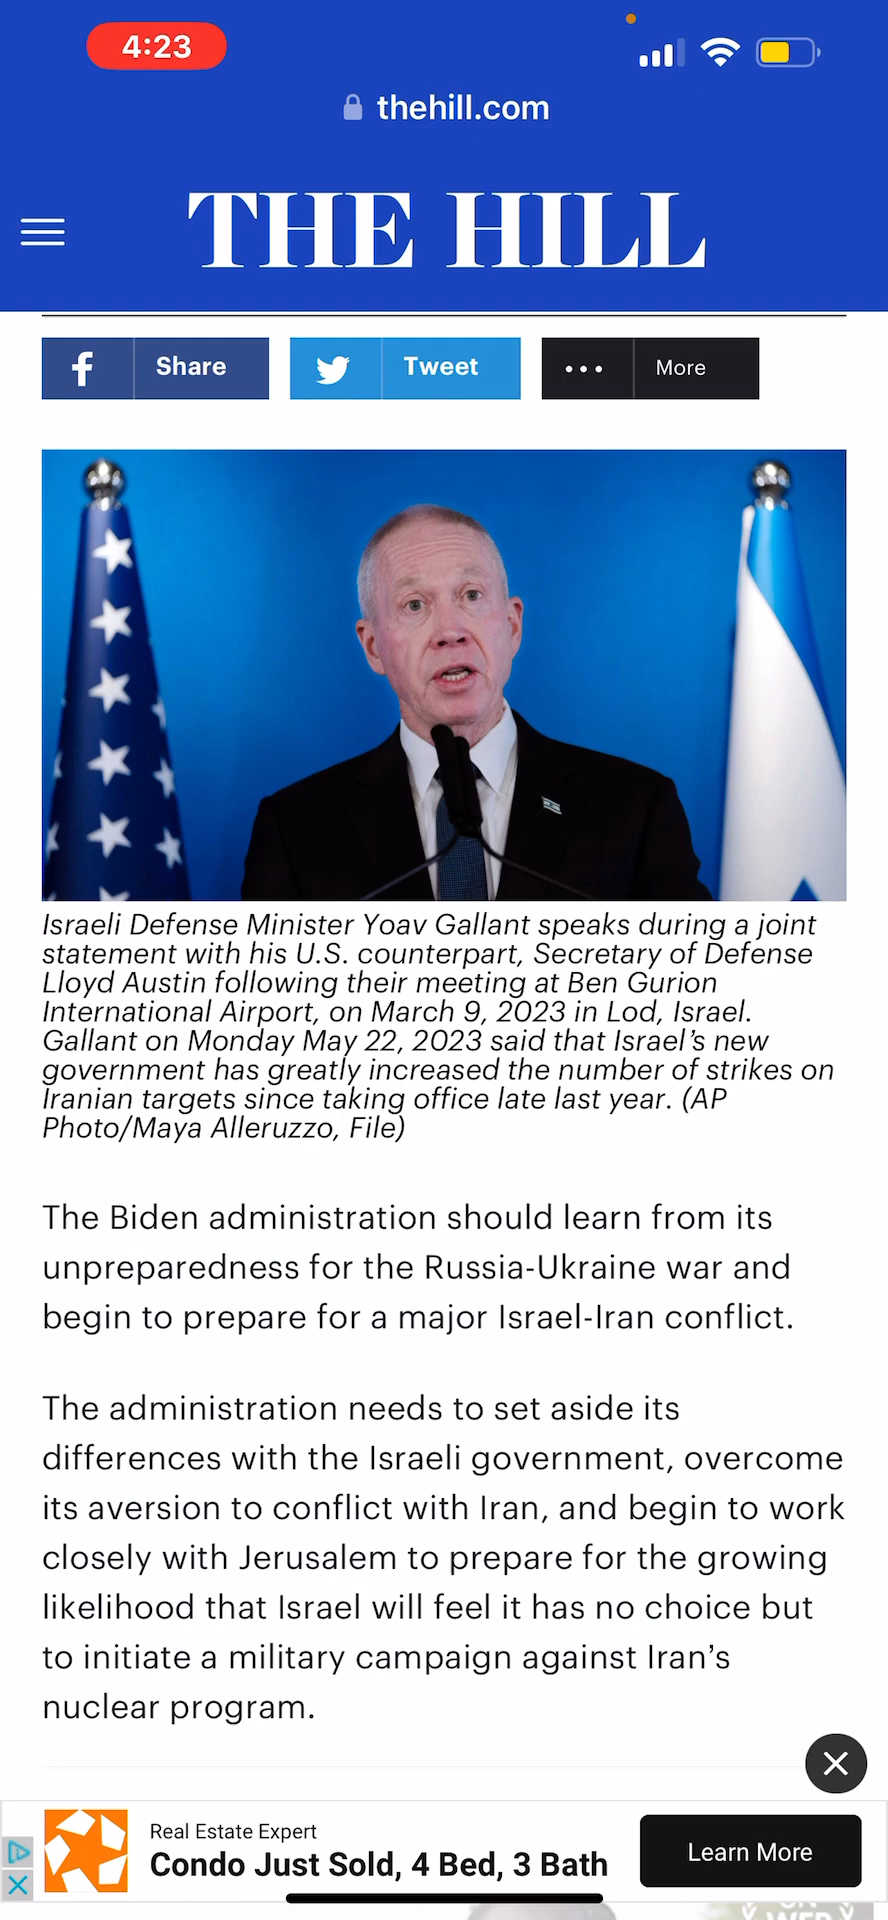 4:23
thehill.com
THE HILL
Share
Tweet
More
Israeli Defense Minister Yoav Gallant speaks during a joint
statement with his U.S. counterpart, Secretary of Defense
Lloyd Austin following their meeting at Ben Gurion
International Airport, on March 9, 2023 in Lod, Israel.
Gallant on Monday May 22, 2023 said that Israel's new
government has greatly increased the number of strikes on
Iranian targets since taking office late last year. (AP
Photo/Maya Alleruzzo, File)
The Biden administration should learn from its
unpreparedness for the Russia-Ukraine war and
begin to prepare for a major Israel-Iran conflict.
The administration needs to set aside its
differences with the Israeli government, overcome
its aversion to conflict with Iran, and begin to work
closely with Jerusalem to prepare for the growing
likelihood that Israel will feel it has no choice but
to initiate a military campaign against Iran's
nuclear program.
Real Estate Expert
Condo Just Sold, 4 Bed, 3 Bath
Learn More